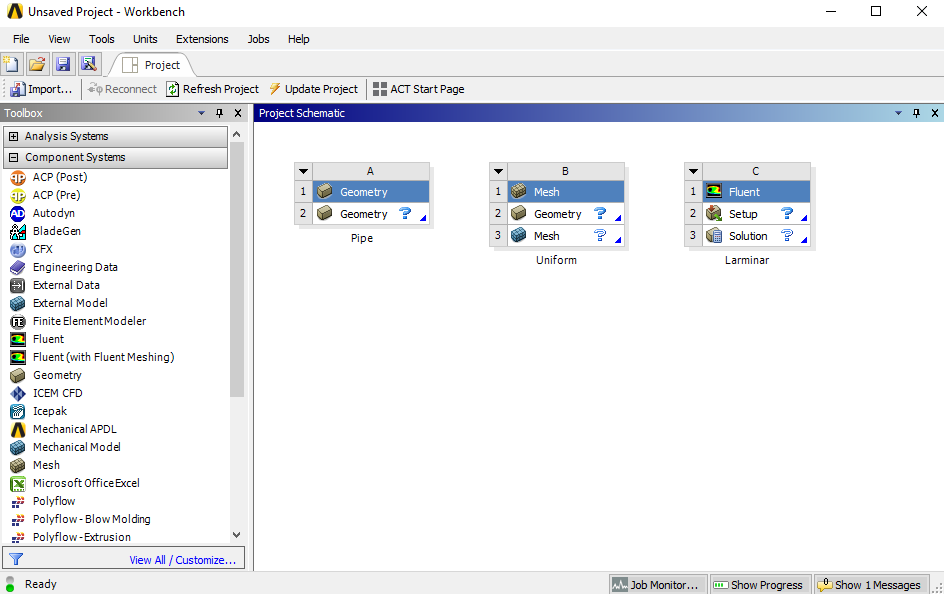 Unsaved Project - Workbench
File View Tools Units Extensions Jobs Help
Project
Import... Reconnect Refresh Project Update Project ACT Start Page
Toolbox
Analysis Systems
Component Systems
ACP (Post)
ACP (Pre)
Autodyn
BladeGen
CFX
Engineering Data
External Data
External Model
Finite Element Modeler
Fluent
Fluent (with Fluent Meshing)
Geometry
ICEM CFD
Icepak
Mechanical APDL
Mechanical Model
Mesh
Microsoft Office Excel
Polyflow
Polyflow - Blow Molding
Polyflow - Extrusion
View All / Customize...
Project Schematic
A
1 Geometry
2 Geometry ?
Pipe
B
1 Mesh
2 Geometry ?
3 Mesh ?
Uniform
C
1 Fluent
2 Setup ?
3 Solution ?
Larminar
Ready
Job Monitor... Show Progress Show 1 Messages